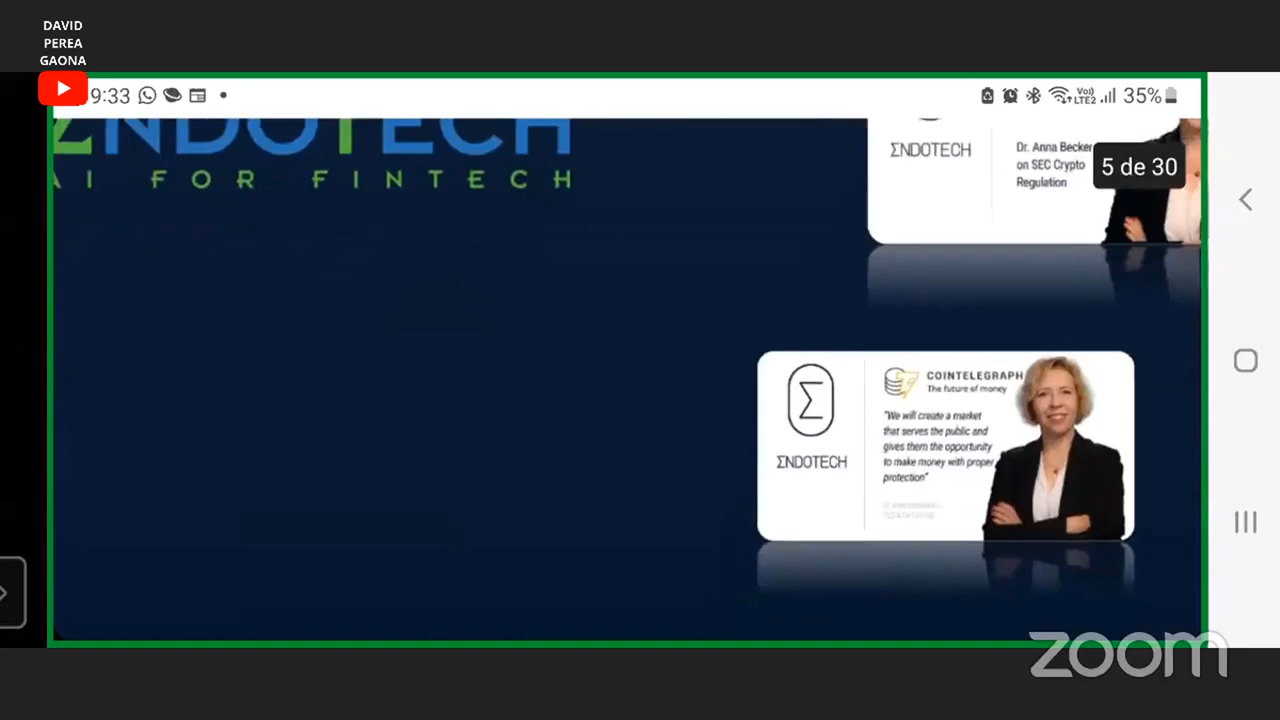 DAVID
PEREA
GAONA
9:33
Vo))
LTE2
35%
ΣNDOTECH
AI FOR FINTECH
ΣNDOTECH
Dr. Anna Becker
on SEC Crypto
Regulation
5 de 30
COINTELEGRAPH
The future of money
"We will create a market
that serves the public and
gives them the opportunity
to make money with proper
protection"
Σ
ΣNDOTECH
zoom